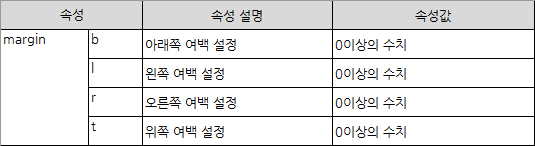 속성 속성 설명 속성값
margin b 아래쪽 여백 설정 0이상의 수치
l 왼쪽 여백 설정 0이상의 수치
r 오른쪽 여백 설정 0이상의 수치
t 위쪽 여백 설정 0이상의 수치